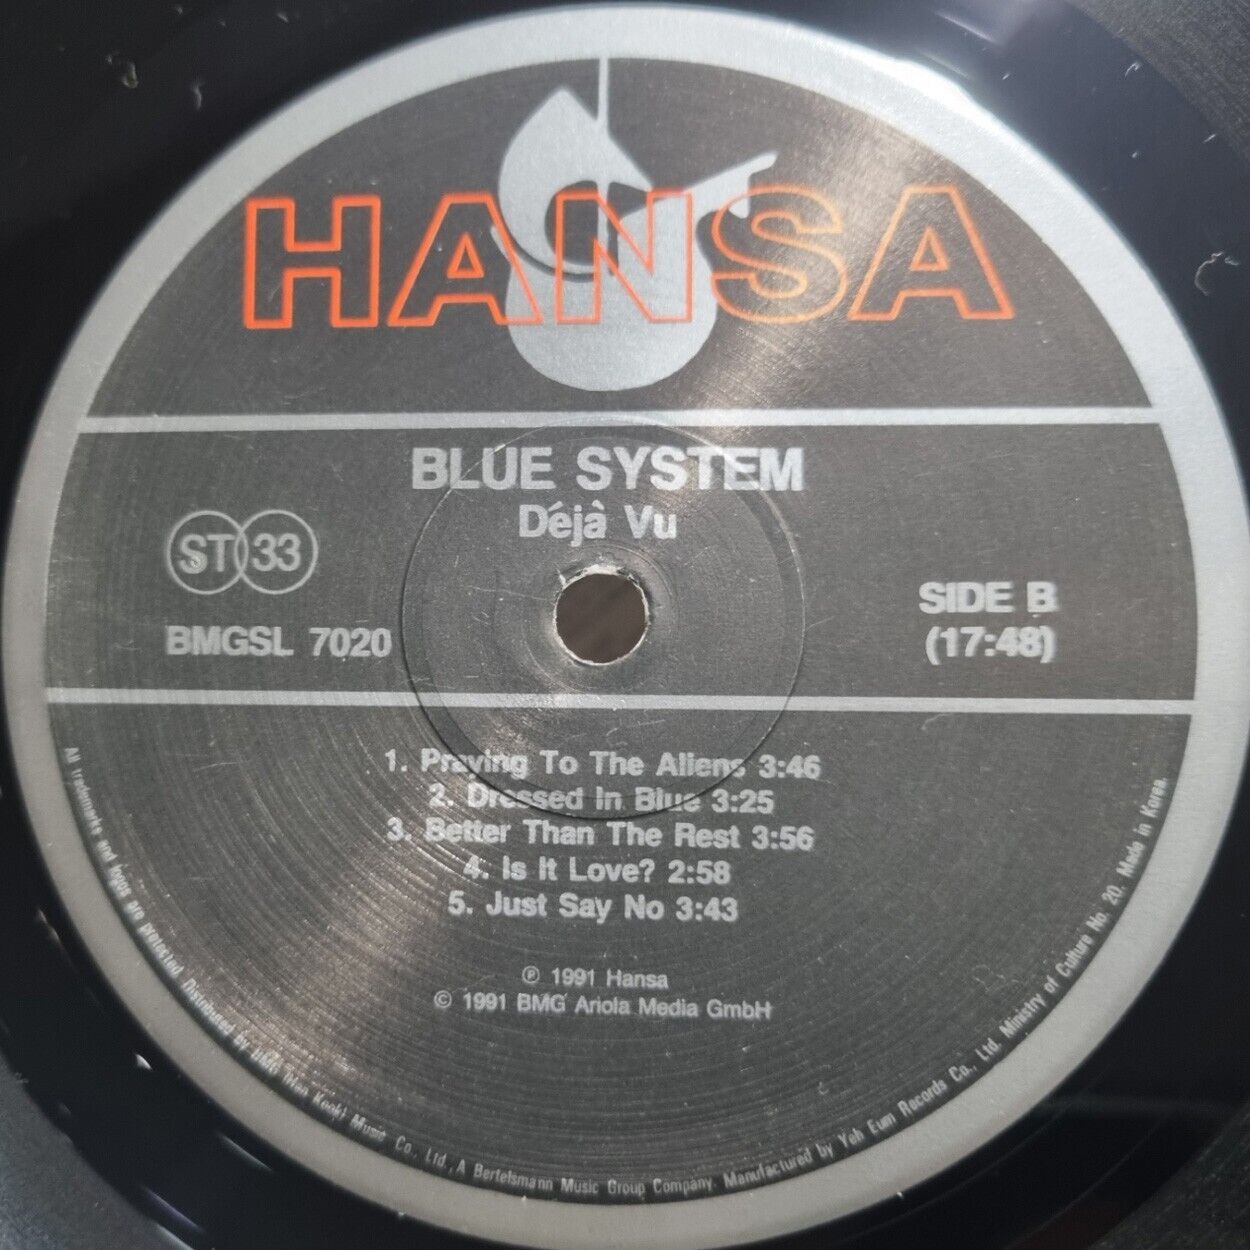 HANSA
BLUE SYSTEM
Déjà Vu
ST 33
SIDE B
BMGSL 7020
(17:48)
1. Praying To The Aliens 3:46
2. Dressed In Blue 3:25
3. Better Than The Rest 3:56
4. Is It Love? 2:58
5. Just Say No 3:43
℗ 1991 Hansa
© 1991 BMG Ariola Media GmbH
All trademarks and logos are protected. Distributed by Music Co., Ltd., A Bertelsmann Music Group Company. Manufactured by Yeh Eum Records Co., Ltd. Ministry of Culture No. 20. Made in Korea.